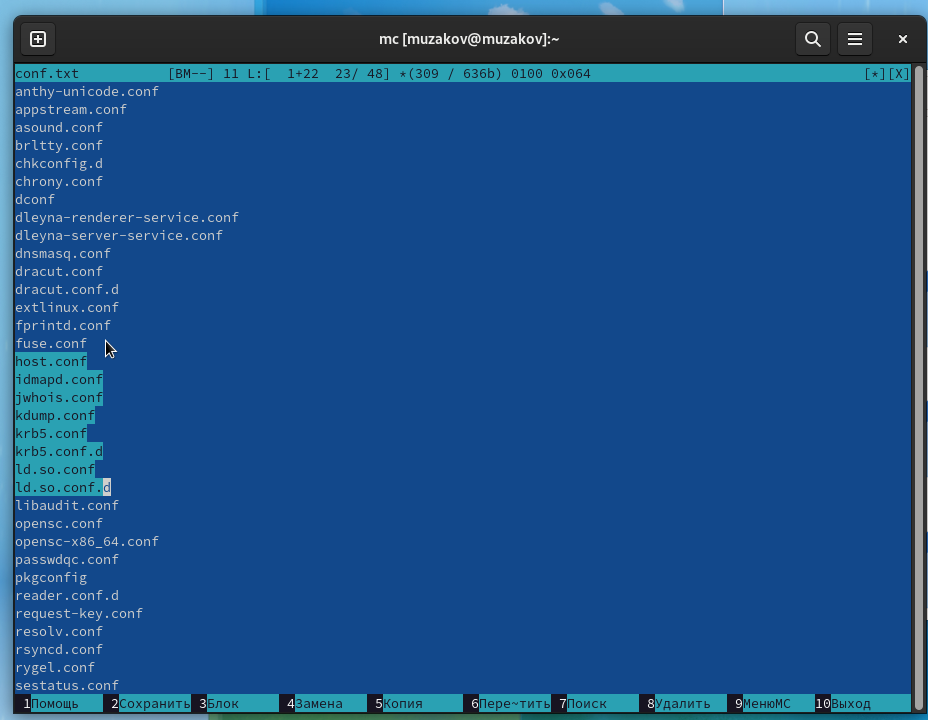 mc [muzakov@muzakov]:~
conf.txt [BM--] 11 L:[ 1+22 23/ 48] *(309 / 636b) 0100 0x064 [*][X]
anthy-unicode.conf
appstream.conf
asound.conf
brltty.conf
chkconfig.d
chrony.conf
dconf
dleyna-renderer-service.conf
dleyna-server-service.conf
dnsmasq.conf
dracut.conf
dracut.conf.d
extlinux.conf
fprintd.conf
fuse.conf
host.conf
idmapd.conf
jwhois.conf
kdump.conf
krb5.conf
krb5.conf.d
ld.so.conf
ld.so.conf.d
libaudit.conf
opensc.conf
opensc-x86_64.conf
passwdqc.conf
pkgconfig
reader.conf.d
request-key.conf
resolv.conf
rsyncd.conf
rygel.conf
sestatus.conf
1Помощь 2Сохранить 3Блок 4Замена 5Копия 6Пере~тить 7Поиск 8Удалить 9МенюMC 10Выход